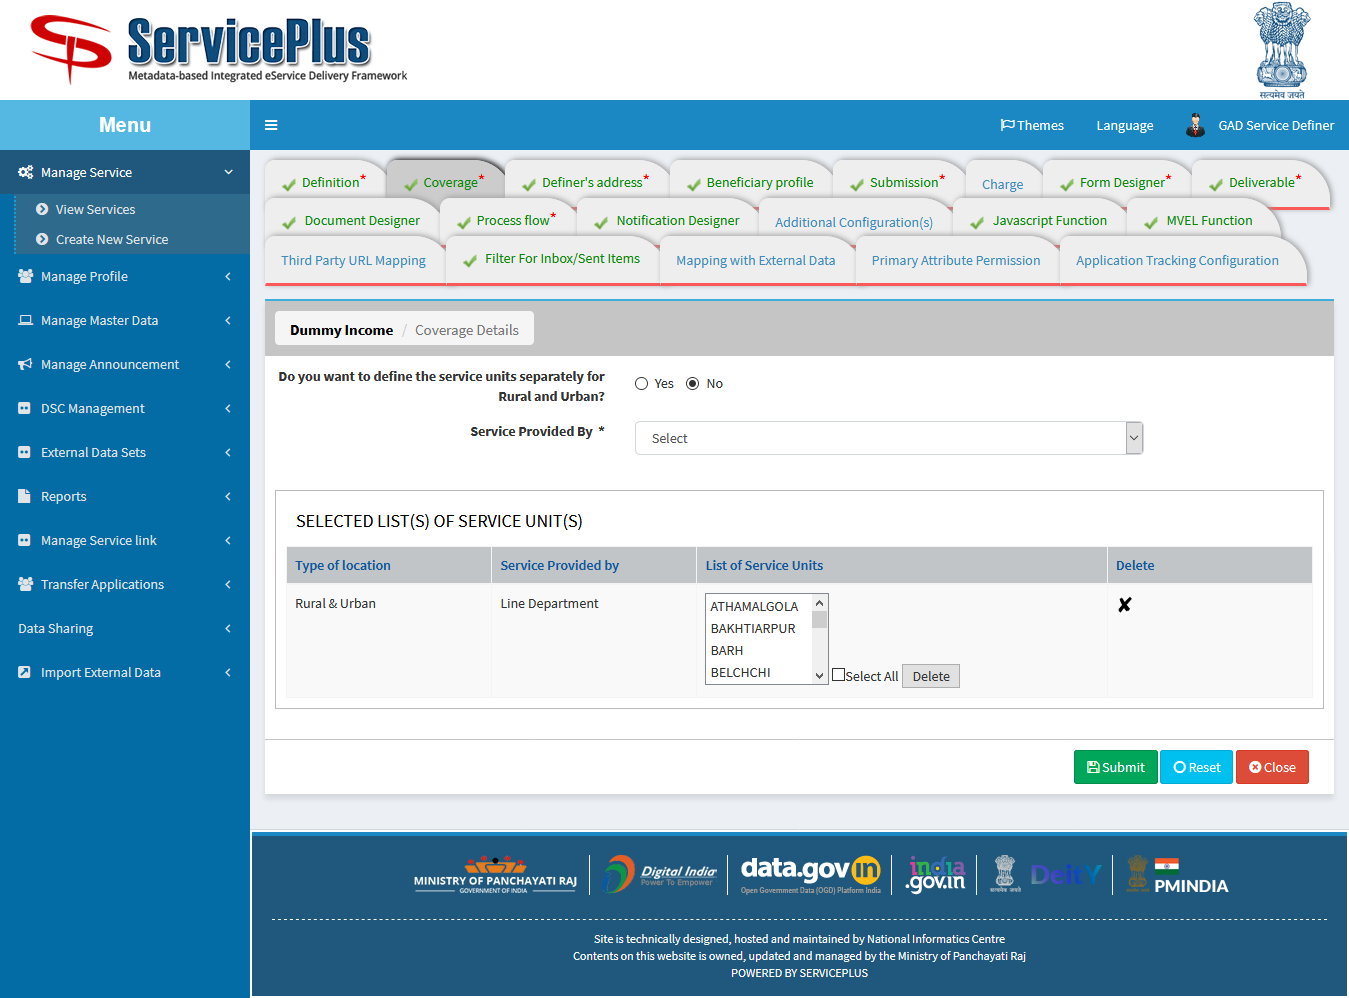 ServicePlus
Metadata-based Integrated eService Delivery Framework
सत्यमेव जयते
Menu
Themes
Language
GAD Service Definer
Manage Service
View Services
Create New Service
Manage Profile
Manage Master Data
Manage Announcement
DSC Management
External Data Sets
Reports
Manage Service link
Transfer Applications
Data Sharing
Import External Data
Definition*
Coverage*
Definer's address*
Beneficiary profile
Submission*
Charge
Form Designer*
Deliverable*
Document Designer
Process flow*
Notification Designer
Additional Configuration(s)
Javascript Function
MVEL Function
Third Party URL Mapping
Filter For Inbox/Sent Items
Mapping with External Data
Primary Attribute Permission
Application Tracking Configuration
Dummy Income / Coverage Details
Do you want to define the service units separately for
Rural and Urban?
Yes No
Service Provided By *
Select
SELECTED LIST(S) OF SERVICE UNIT(S)
Type of location Service Provided by List of Service Units Delete
Rural & Urban Line Department
ATHAMALGOLA
BAKHTIARPUR
BARH
BELCHCHI
Select All Delete
Submit Reset Close
MINISTRY OF PANCHAYATI RAJ
GOVERNMENT OF INDIA
Digital India
Power To Empower
data.gov in
Open Government Data (OGD) Platform India
india
.gov.in
सत्यमेव जयते
DeitY
PMINDIA
Site is technically designed, hosted and maintained by National Informatics Centre
Contents on this website is owned, updated and managed by the Ministry of Panchayati Raj
POWERED BY SERVICEPLUS